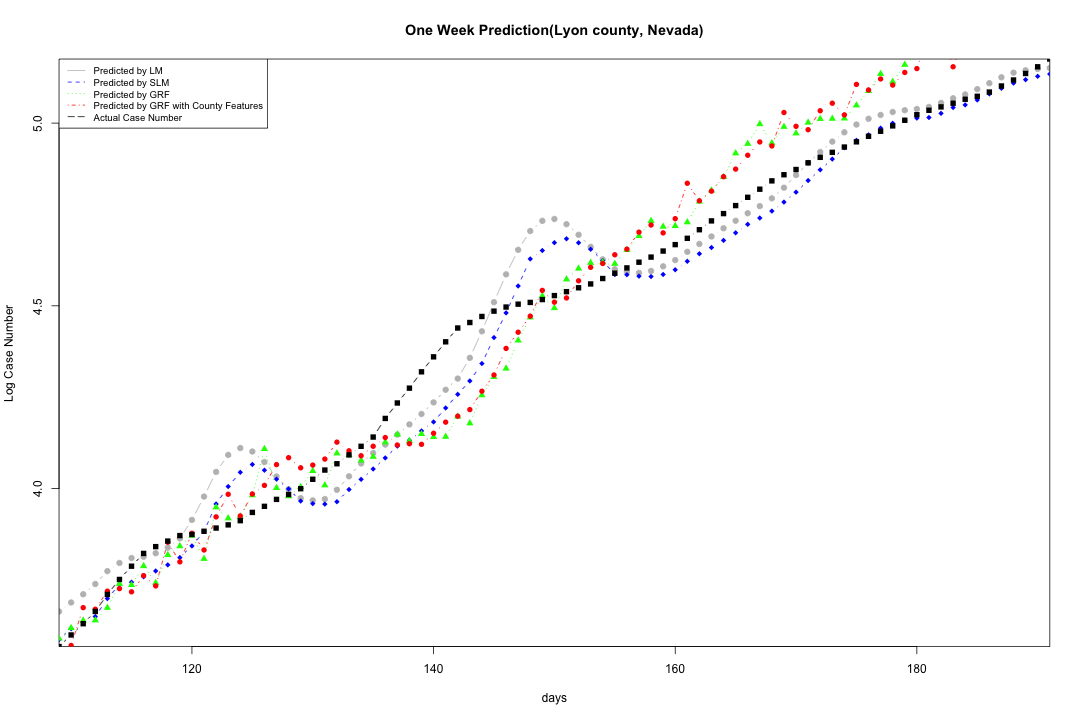 One Week Prediction(Lyon county, Nevada)
Predicted by LM
Predicted by SLM
Predicted by GRF
Predicted by GRF with County Features
Actual Case Number
5.0
4.5
4.0
Log Case Number
120
140
160
180
days